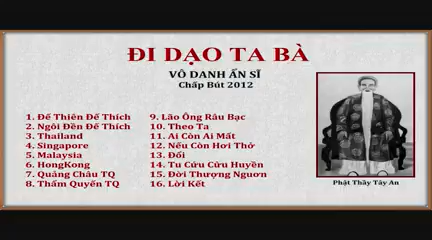 ĐI DẠO TA BÀ
VÔ DANH ẨN SĨ
Chấp Bút 2012
1. Đế Thiên Đế Thích
2. Ngôi Đền Đế Thích
3. Thailand
4. Singapore
5. Malaysia
6. HongKong
7. Quảng Châu TQ
8. Thẩm Quyến TQ
9. Lão Ông Râu Bạc
10. Theo Ta
11. Ai Còn Ai Mất
12. Nếu Còn Hơi Thở
13. Đổi
14. Tu Cứu Cửu Huyền
15. Đời Thượng Ngươn
16. Lời Kết
Phật Thầy Tây An